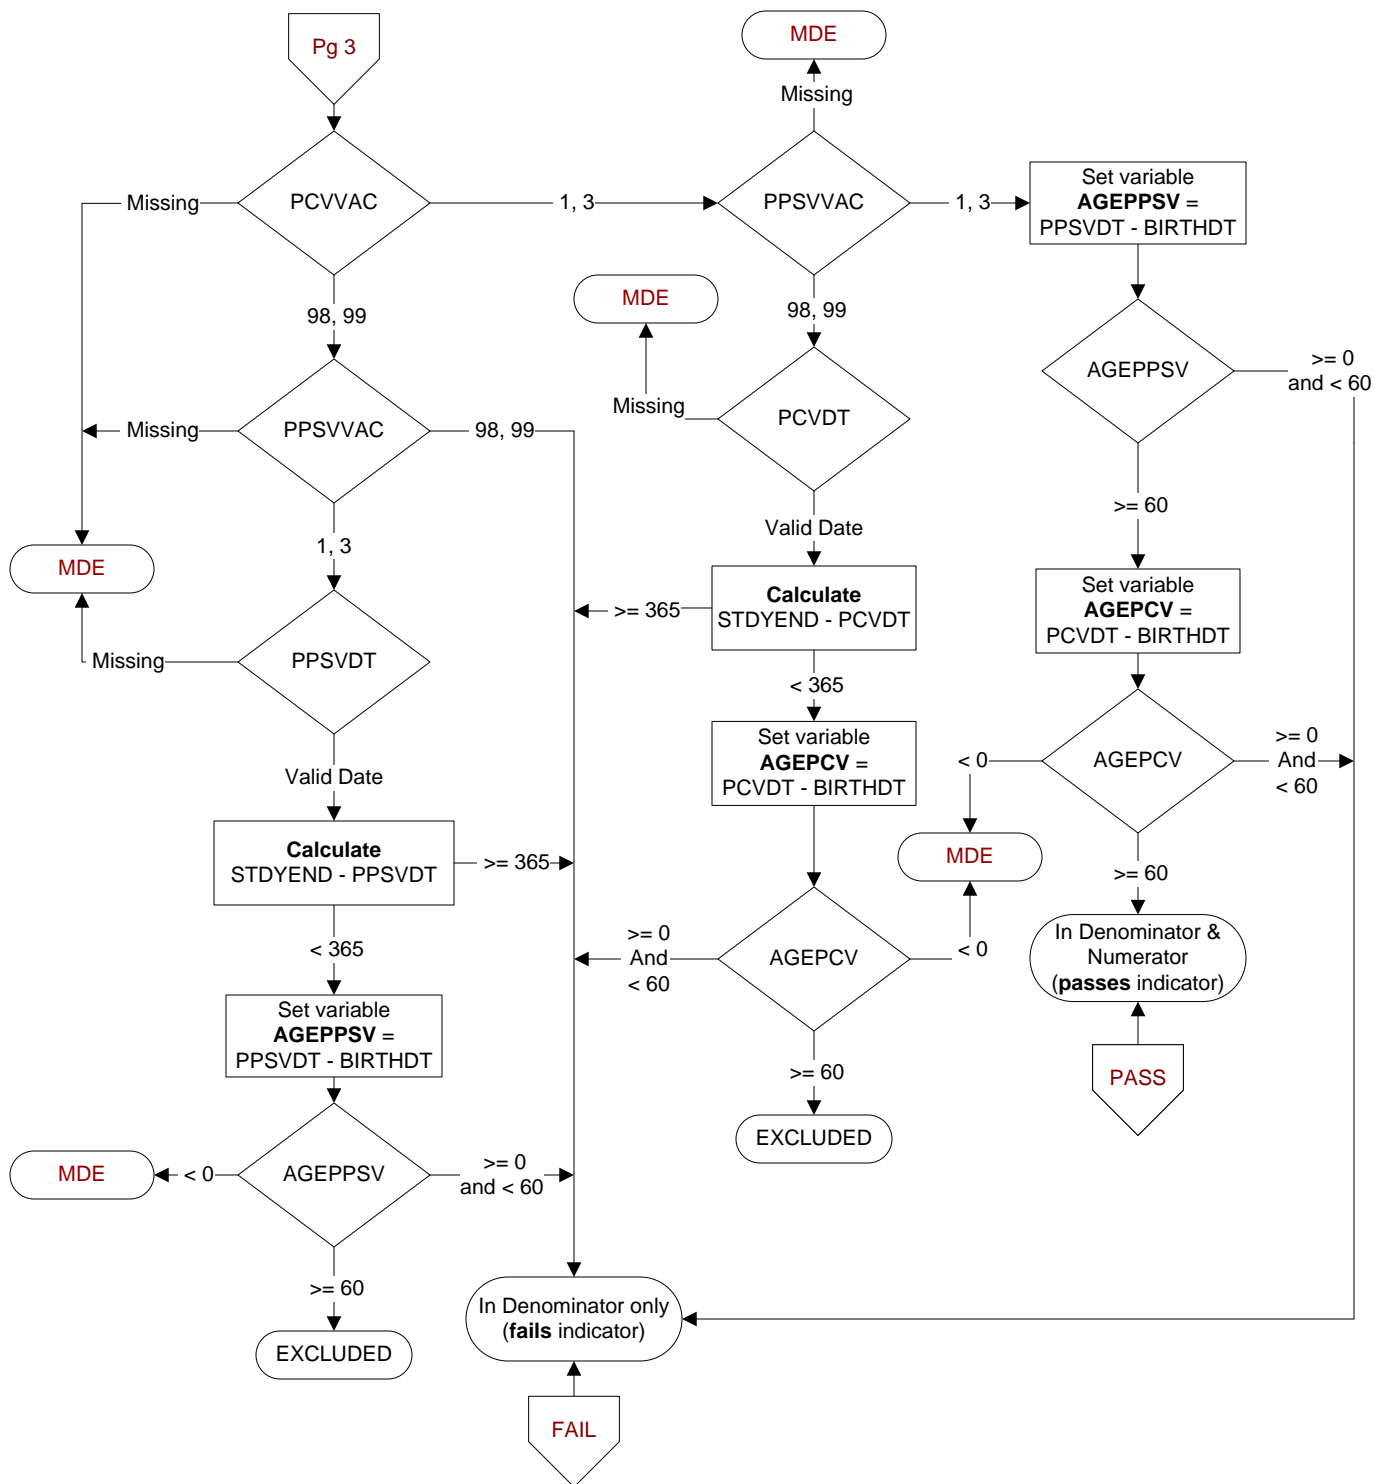 Pg 3
MDE
Missing
PCVVAC
Missing
1, 3
PPSVVAC
1, 3
Set variable
AGEPPSV =
PPSVDT - BIRTHDT
98, 99
MDE
98, 99
AGEPPSV
>= 0
and < 60
PPSVVAC
Missing
98, 99
Missing
PCVDT
>= 60
Valid Date
1, 3
MDE
Calculate
STDYEND - PCVDT
>= 365
Set variable
AGEPCV =
PCVDT - BIRTHDT
PPSVDT
Missing
< 365
Set variable
AGEPCV =
PCVDT - BIRTHDT
AGEPCV
< 0
>= 0
And
< 60
Valid Date
Calculate
STDYEND - PPSVDT
>= 365
MDE
>= 60
< 365
>= 0
And
< 60
AGEPCV
< 0
In Denominator &
Numerator
(passes indicator)
Set variable
AGEPPSV =
PPSVDT - BIRTHDT
>= 60
PASS
EXCLUDED
MDE
< 0
AGEPPSV
>= 0
and < 60
>= 60
In Denominator only
(fails indicator)
EXCLUDED
FAIL